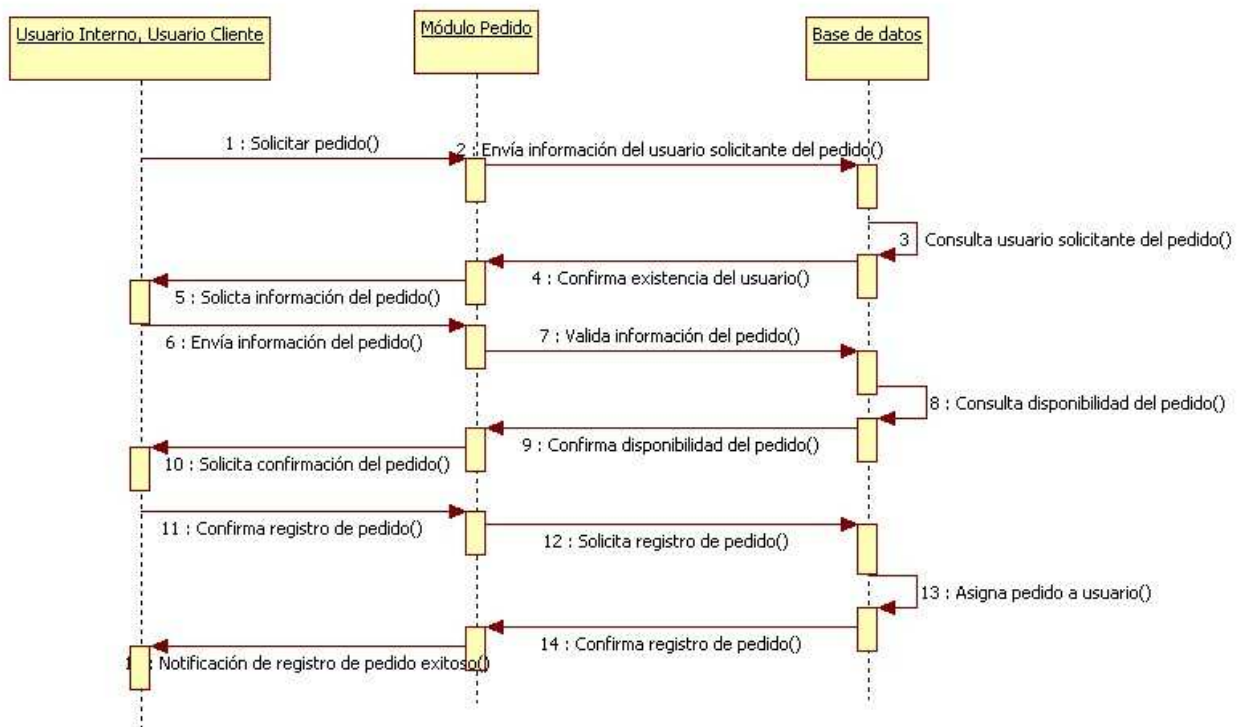 Usuario Interno, Usuario Cliente
Módulo Pedido
Base de datos
1 : Solicitar pedido()
2 : Envía información del usuario solicitante del pedido()
3 Consulta usuario solicitante del pedido()
4 : Confirma existencia del usuario()
5 : Solicta información del pedido()
6 : Envía información del pedido()
7 : Valida información del pedido()
8 : Consulta disponibilidad del pedido()
9 : Confirma disponibilidad del pedido()
10 : Solicita confirmación del pedido()
11 : Confirma registro de pedido()
12 : Solicita registro de pedido()
13 : Asigna pedido a usuario()
14 : Confirma registro de pedido()
: Notificación de registro de pedido exitoso()